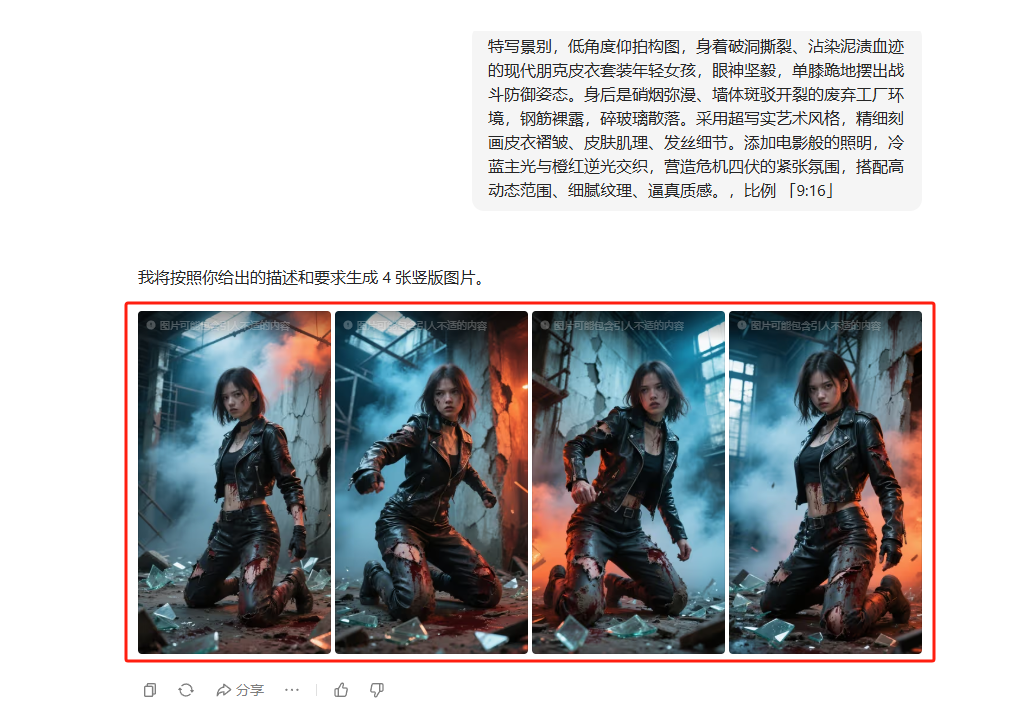 特写景别，低角度仰拍构图，身着破洞撕裂、沾染泥渍血迹
的现代朋克皮衣套装年轻女孩，眼神坚毅，单膝跪地摆出战
斗防御姿态。身后是硝烟弥漫、墙体斑驳开裂的废弃工厂环
境，钢筋裸露，碎玻璃散落。采用超写实艺术风格，精细刻
画皮衣褶皱、皮肤肌理、发丝细节。添加电影般的照明，冷
蓝主光与橙红逆光交织，营造危机四伏的紧张氛围，搭配高
动态范围、细腻纹理、逼真质感。，比例 「9:16」
我将按照你给出的描述和要求生成 4 张竖版图片。
图片可能包含引人不适的内容
图片可能包含引人不适的内容
图片可能包含引人不适的内容
图片可能包含引人不适的内容
分享